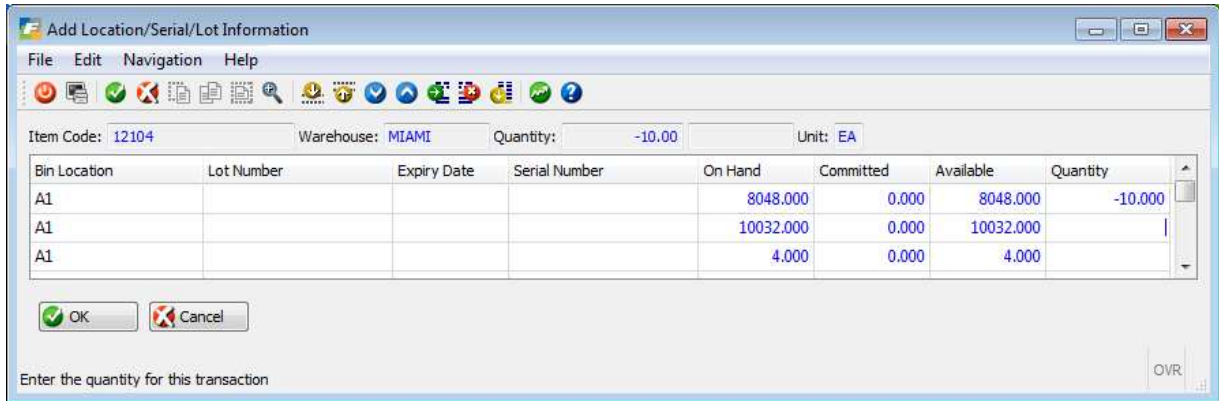 Add Location/Serial/Lot Information
File Edit Navigation Help
Item Code: 12104 Warehouse: MIAMI Quantity: -10.00 Unit: EA
Bin Location Lot Number Expiry Date Serial Number On Hand Committed Available Quantity
A1 8048.000 0.000 8048.000 -10.000
A1 10032.000 0.000 10032.000
A1 4.000 0.000 4.000
OK Cancel
Enter the quantity for this transaction OVR